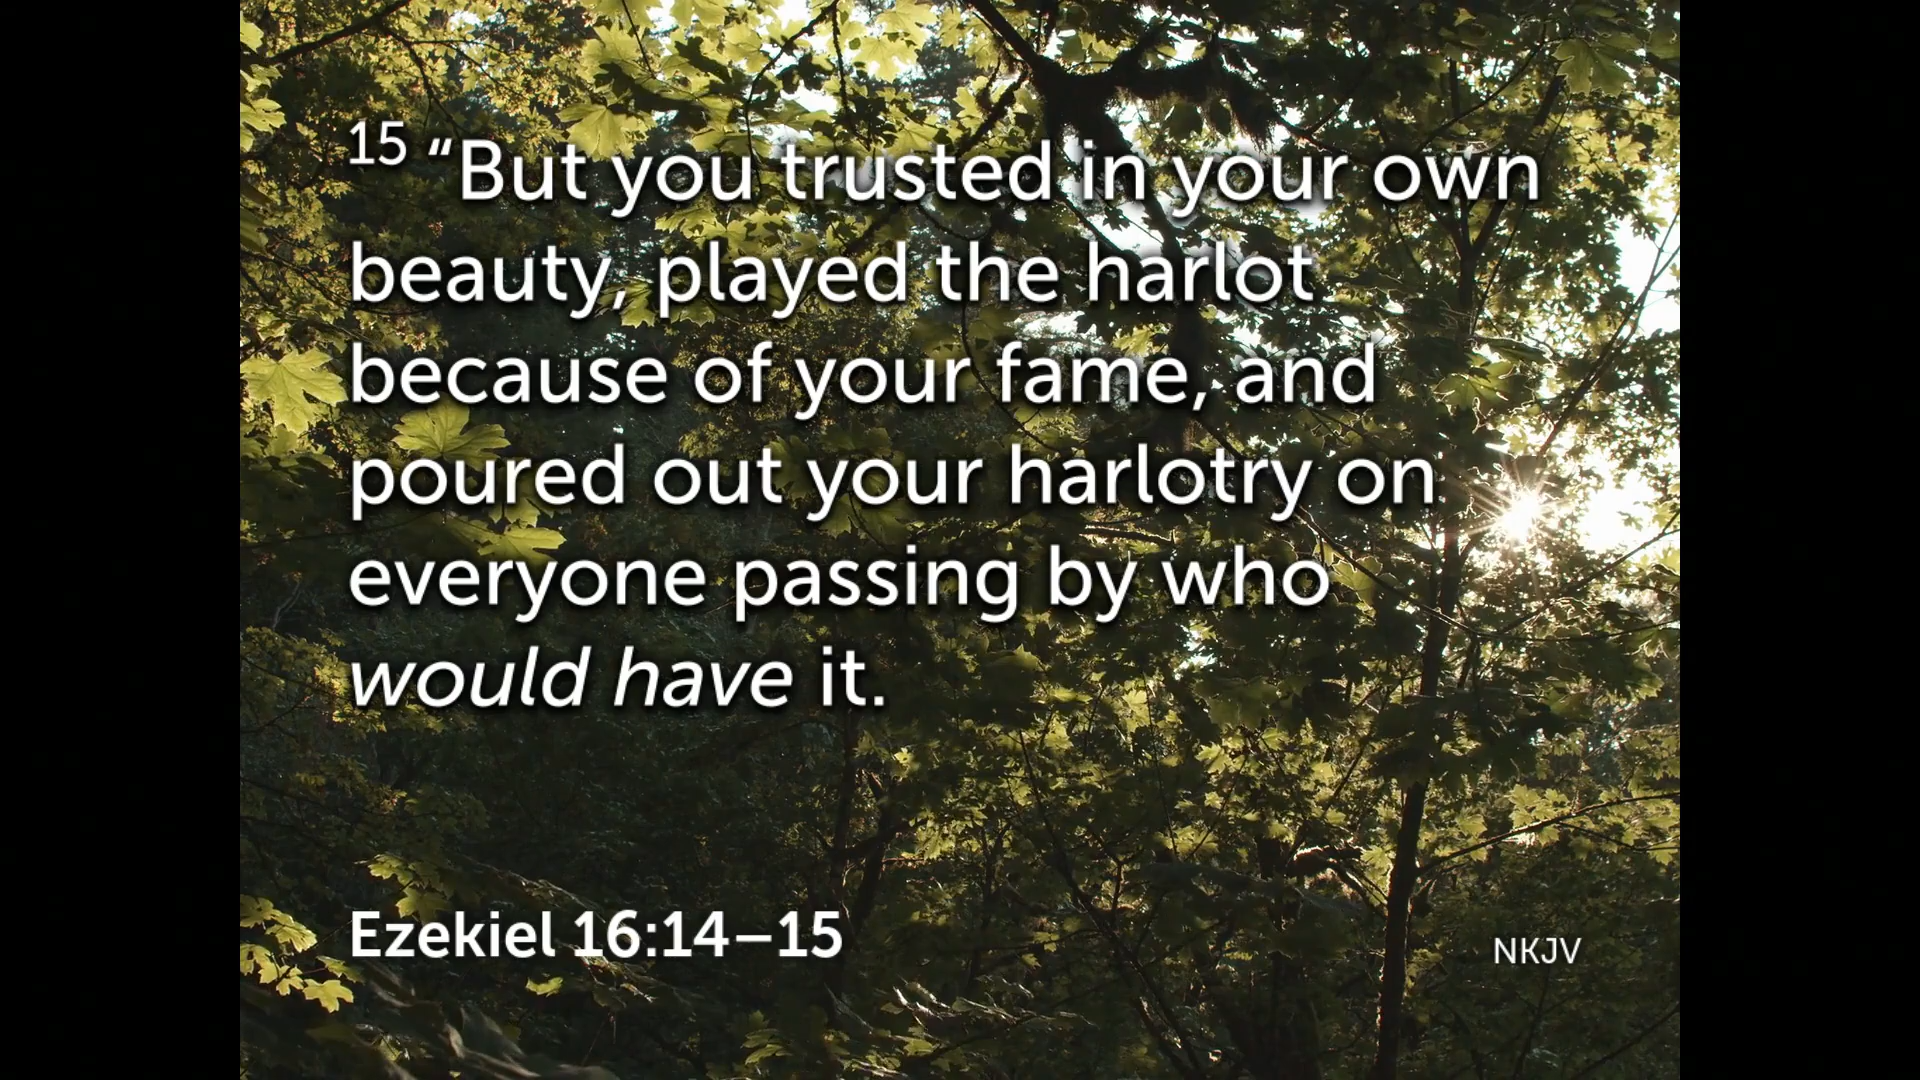 15 “But you trusted in your own
beauty, played the harlot
because of your fame, and
poured out your harlotry on
everyone passing by who
would have it.
Ezekiel 16:14–15
NKJV